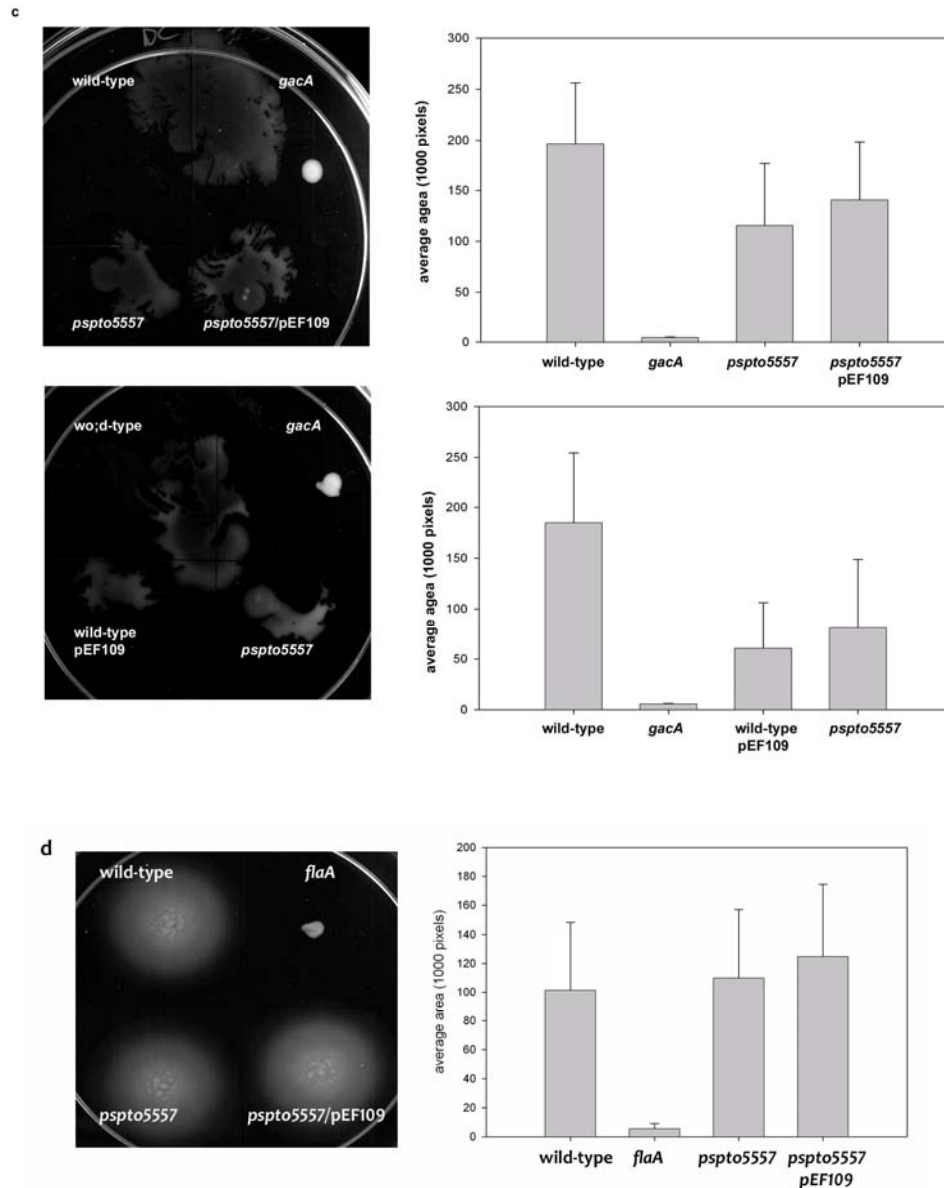 c
wild-type gacA
pspto5557 pspto5557/pEF109
300
250
200
150
100
50
0
average agea (1000 pixels)
wild-type gacA pspto5557 pspto5557
pEF109
wo;d-type gacA
wild-type
pEF109 pspto5557
300
250
200
150
100
50
0
average agea (1000 pixels)
wild-type gacA wild-type pspto5557
pEF109
d
wild-type flaA
pspto5557 pspto5557/pEF109
200
180
160
140
120
100
80
60
40
20
0
average area (1000 pixels)
wild-type flaA pspto5557 pspto5557
pEF109